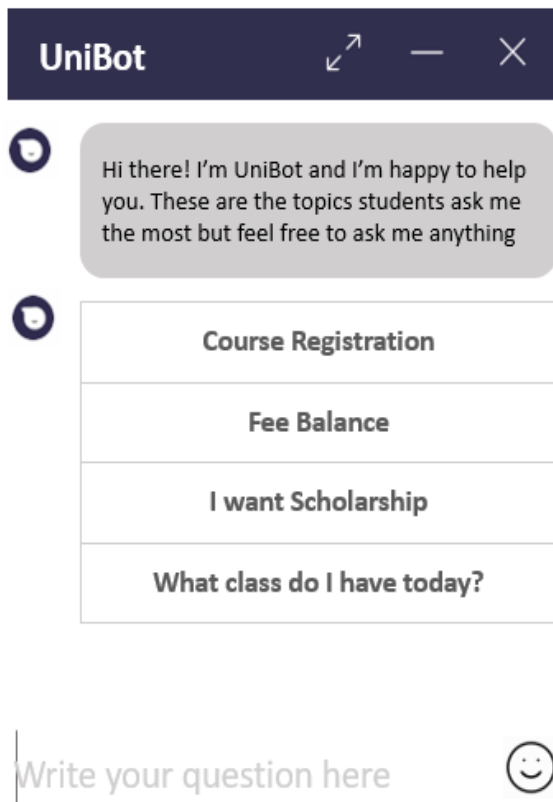 UniBot
Hi there! I’m UniBot and I’m happy to help
you. These are the topics students ask me
the most but feel free to ask me anything
Course Registration
Fee Balance
I want Scholarship
What class do I have today?
Write your question here